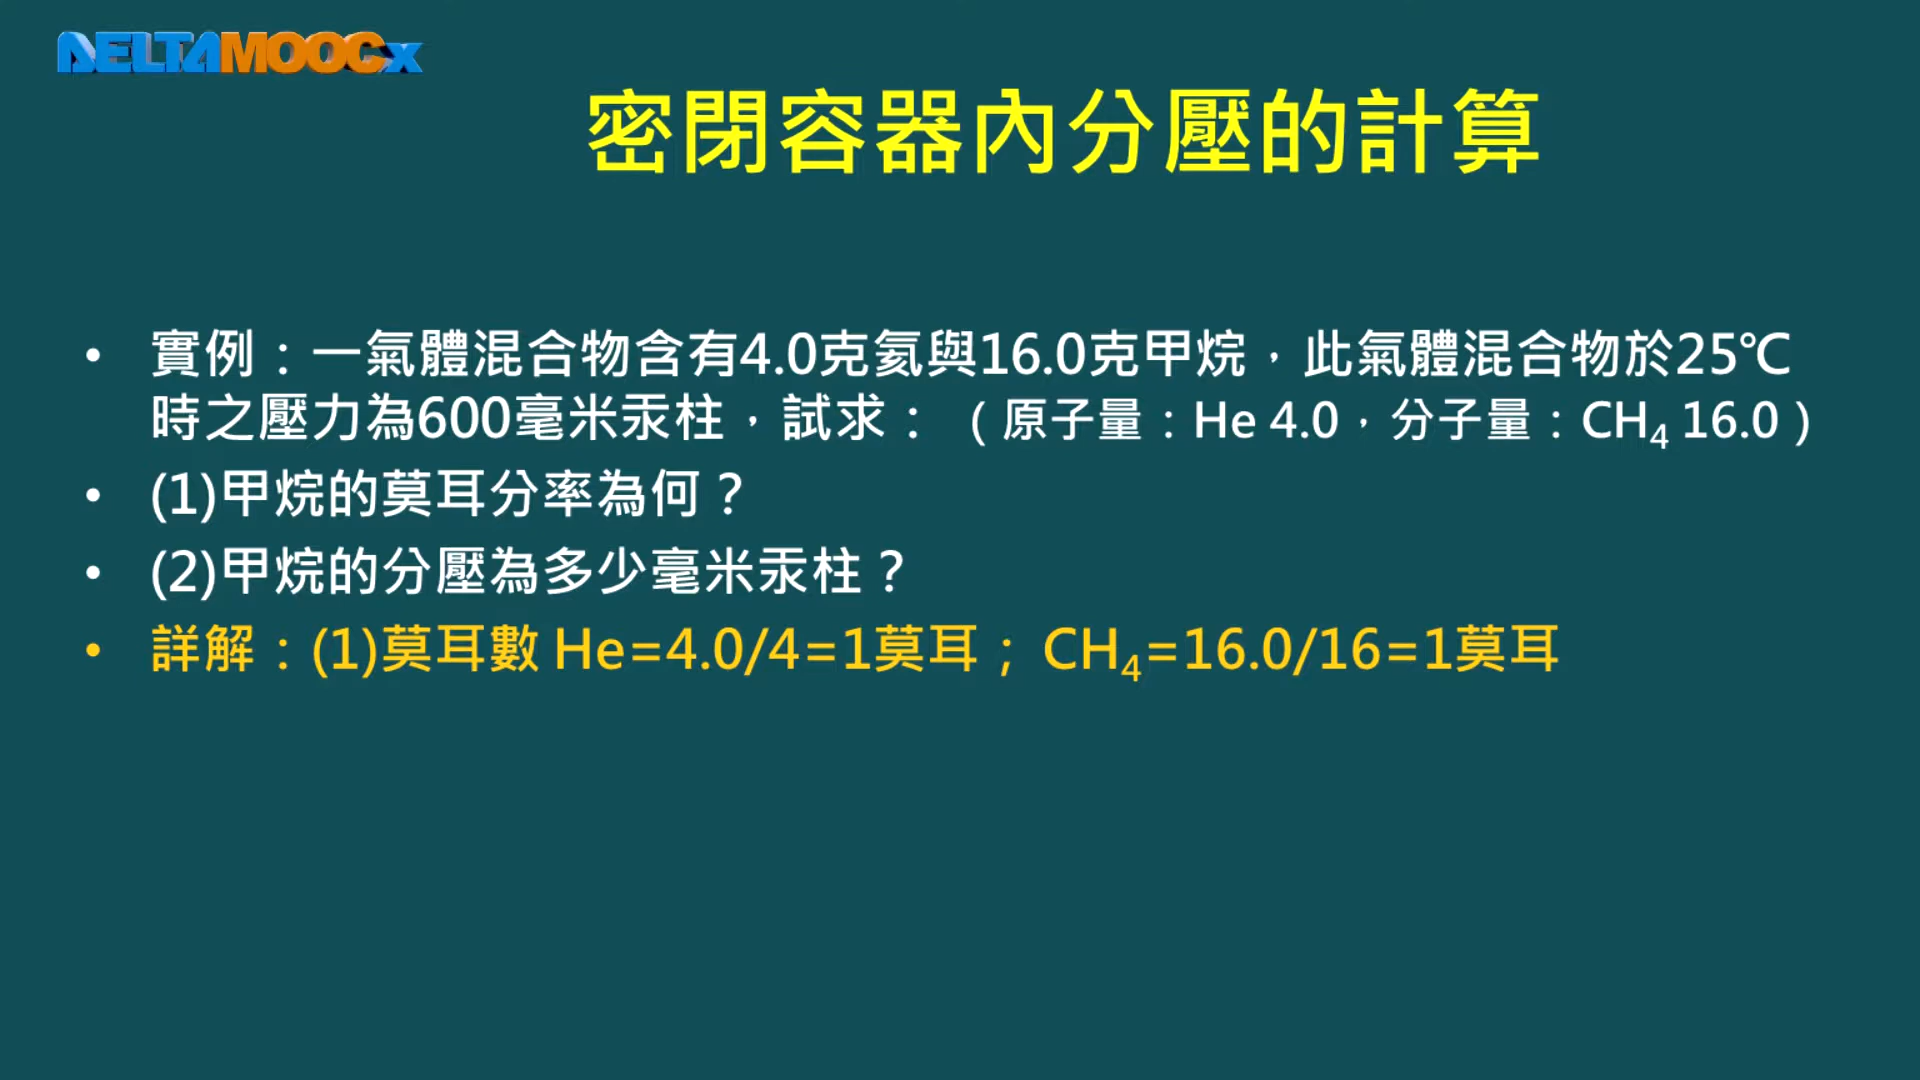 DELTAMOOCx
密閉容器內分壓的計算
• 實例：一氣體混合物含有4.0克氦與16.0克甲烷，此氣體混合物於25℃
時之壓力為600毫米汞柱，試求：（原子量：He 4.0，分子量：CH₄ 16.0）
• (1)甲烷的莫耳分率為何？
• (2)甲烷的分壓為多少毫米汞柱？
• 詳解：(1)莫耳數 He=4.0/4=1莫耳； CH₄=16.0/16=1莫耳